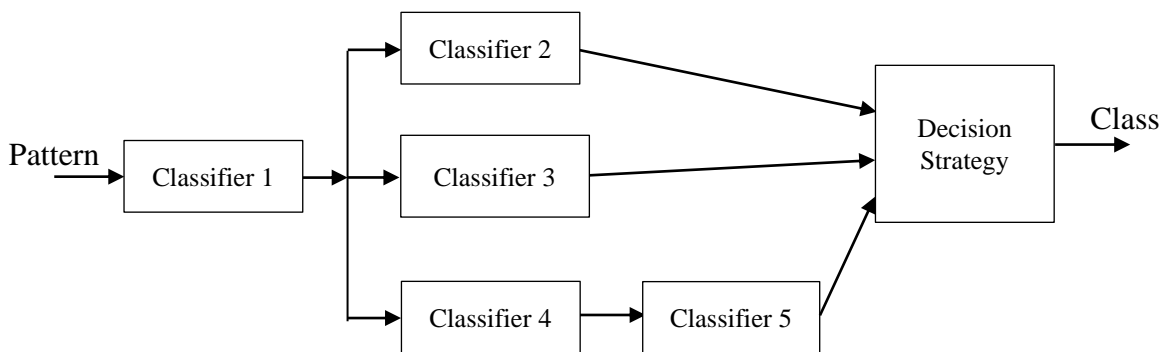 Pattern
Classifier 1
Classifier 2
Classifier 3
Classifier 4
Classifier 5
Decision
Strategy
Class